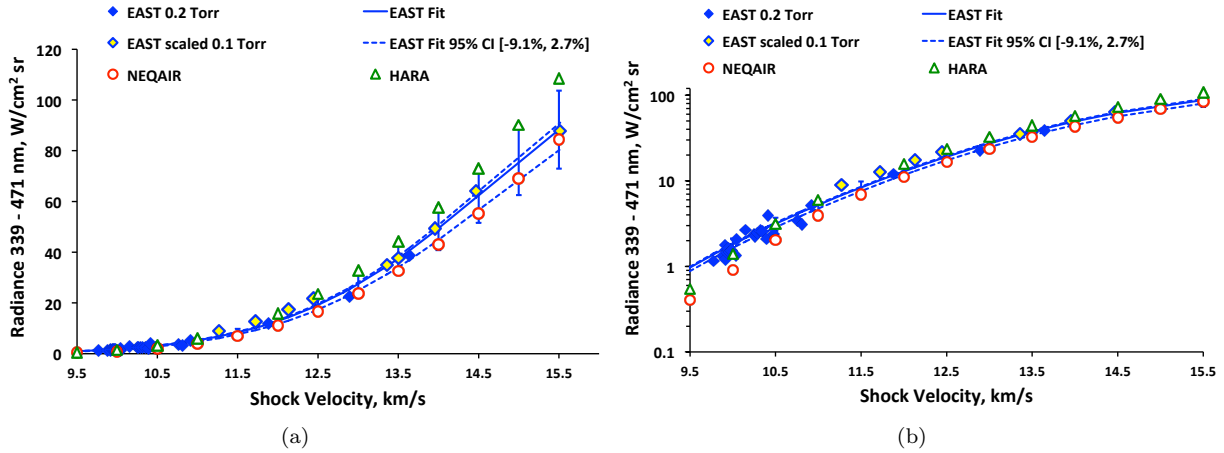 EAST 0.2 Torr
EAST Fit
EAST scaled 0.1 Torr
EAST Fit 95% CI [-9.1%, 2.7%]
NEQAIR
HARA
Radiance 339 - 471 nm, W/cm² sr
120
100
80
60
40
20
0
9.5 10.5 11.5 12.5 13.5 14.5 15.5
Shock Velocity, km/s
(a)
EAST 0.2 Torr
EAST Fit
EAST scaled 0.1 Torr
EAST Fit 95% CI [-9.1%, 2.7%]
NEQAIR
HARA
Radiance 339 - 471 nm, W/cm² sr
100
10
1
0.1
9.5 10.5 11.5 12.5 13.5 14.5 15.5
Shock Velocity, km/s
(b)